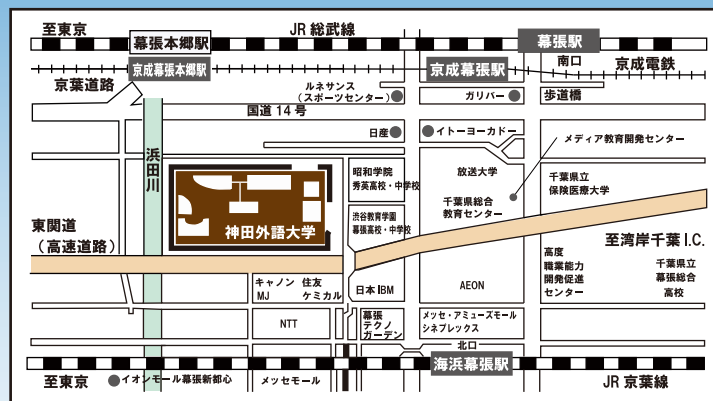 至東京
幕張本郷駅
JR 総武線
幕張駅
京成幕張本郷駅
京成幕張駅
南口
京成電鉄
京葉道路
ルネサンス
(スポーツセンター)
ガリバー
歩道橋
国道 14 号
日産
イトーヨーカドー
メディア教育開発センター
浜田川
昭和学院
秀英高校・中学校
放送大学
千葉県立
保険医療大学
千葉県総合
教育センター
神田外語大学
渋谷教育学園
幕張高校・中学校
東関道
(高速道路)
至湾岸千葉 I.C.
キヤノン
MJ
住友
ケミカル
日本 IBM
AEON
高度
職業能力
開発促進
センター
千葉県立
幕張総合
高校
NTT
幕張
テクノ
ガーデン
メッセ・アミューズモール
シネプレックス
北口
海浜幕張駅
至東京
イオンモール幕張新都心
メッセモール
JR 京葉線